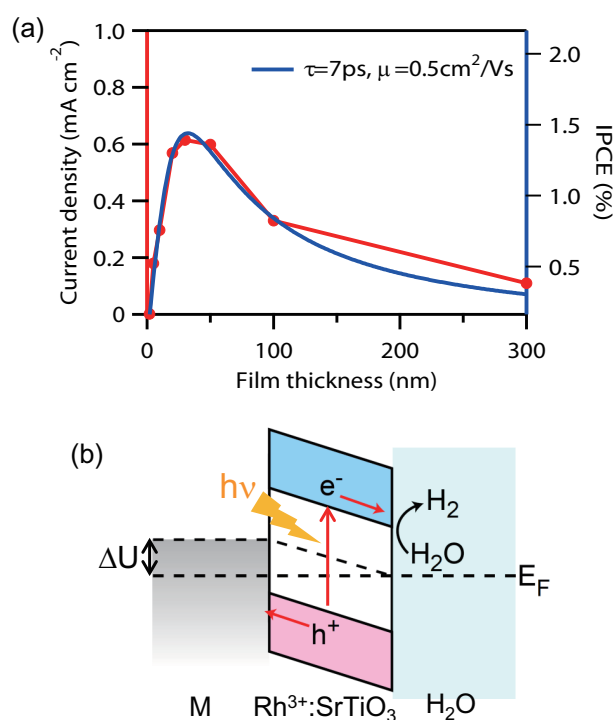 (a)
Current density (mA cm⁻²)
1.0
0.8
0.6
0.4
0.2
0
τ=7ps, μ=0.5cm²/Vs
2.0
1.5
1.0
0.5
IPCE (%)
0
100
200
300
Film thickness (nm)
(b)
hν
e⁻
H₂
H₂O
ΔU
E_F
h⁺
M
Rh³⁺:SrTiO₃
H₂O